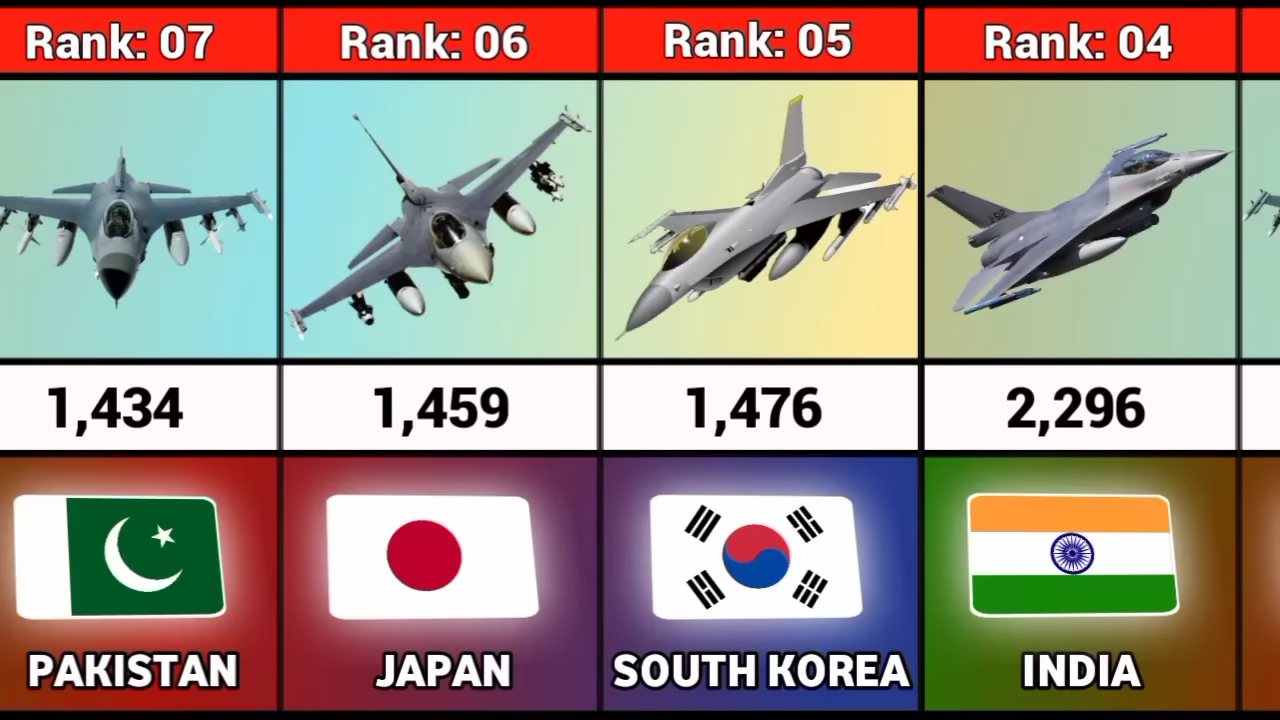 Rank: 07
Rank: 06
Rank: 05
Rank: 04
1,434
1,459
1,476
2,296
PAKISTAN
JAPAN
SOUTH KOREA
INDIA